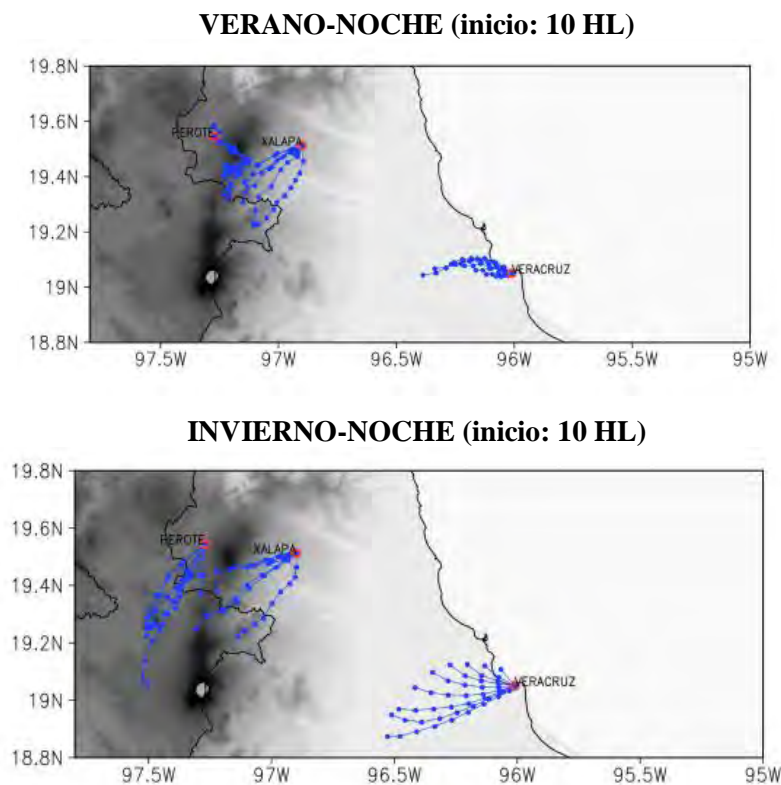 VERANO-NOCHE (inicio: 10 HL)
19.8N
19.6N
PEROTE
XALAPA
19.4N
19.2N
19N
VERACRUZ
18.8N
97.5W 97W 96.5W 96W 95.5W 95W
INVIERNO-NOCHE (inicio: 10 HL)
19.8N
19.6N
PEROTE
XALAPA
19.4N
19.2N
19N
VERACRUZ
18.8N
97.5W 97W 96.5W 96W 95.5W 95W